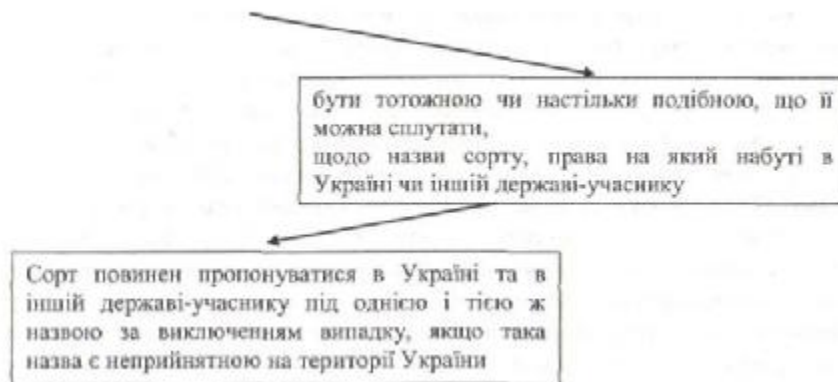 бути тотожною чи настільки подібною, що її
можна сплутати,
щодо назви сорту, права на який набуті в
Україні чи іншій державі-учаснику
Сорт повинен пропонуватися в Україні та в
іншій державі-учаснику під однією і тією ж
назвою за виключенням випадку, якщо така
назва є неприйнятною на території України